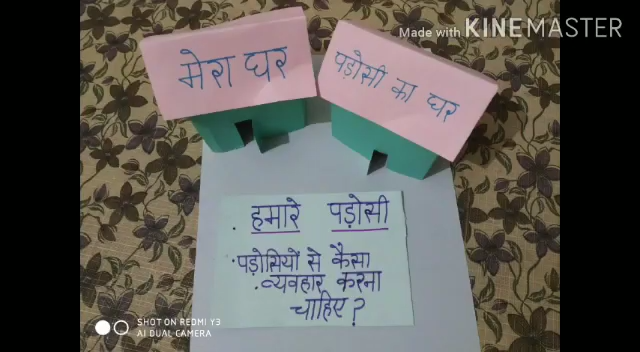 Made with KINEMASTER
मेरा घर
पड़ोसी का घर
. हमारे पड़ोसी
• पड़ोसियों से कैसा
• व्यवहार करना
चाहिए?
SHOT ON REDMI Y3
AI DUAL CAMERA